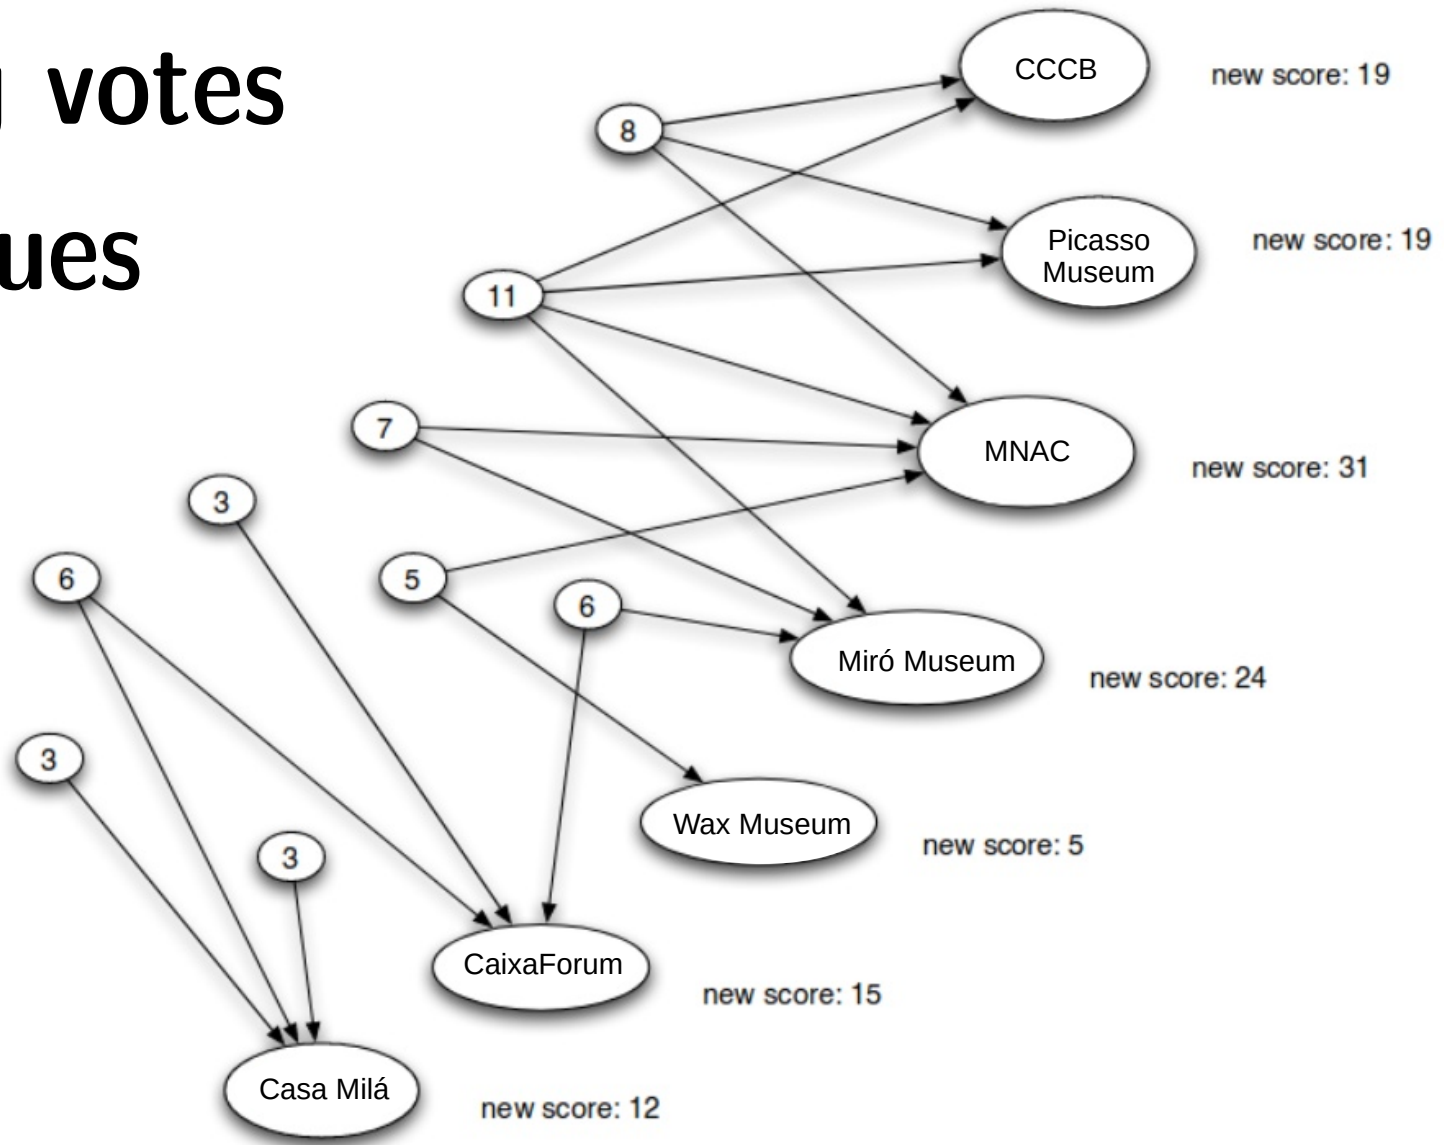 votes
CCCB
new score: 19
8
ues
Picasso
Museum
new score: 19
11
7
MNAC
new score: 31
3
6
5
6
Miró Museum
new score: 24
3
Wax Museum
new score: 5
3
CaixaForum
new score: 15
Casa Milá
new score: 12